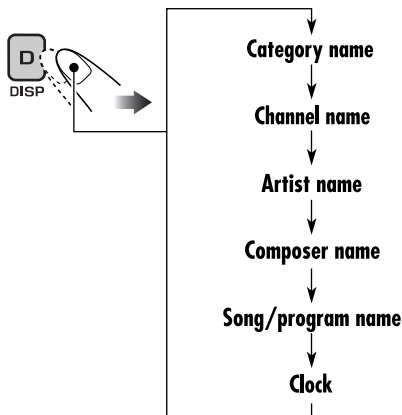 D
DISP
Category name
Channel name
Artist name
Composer name
Song/program name
Clock